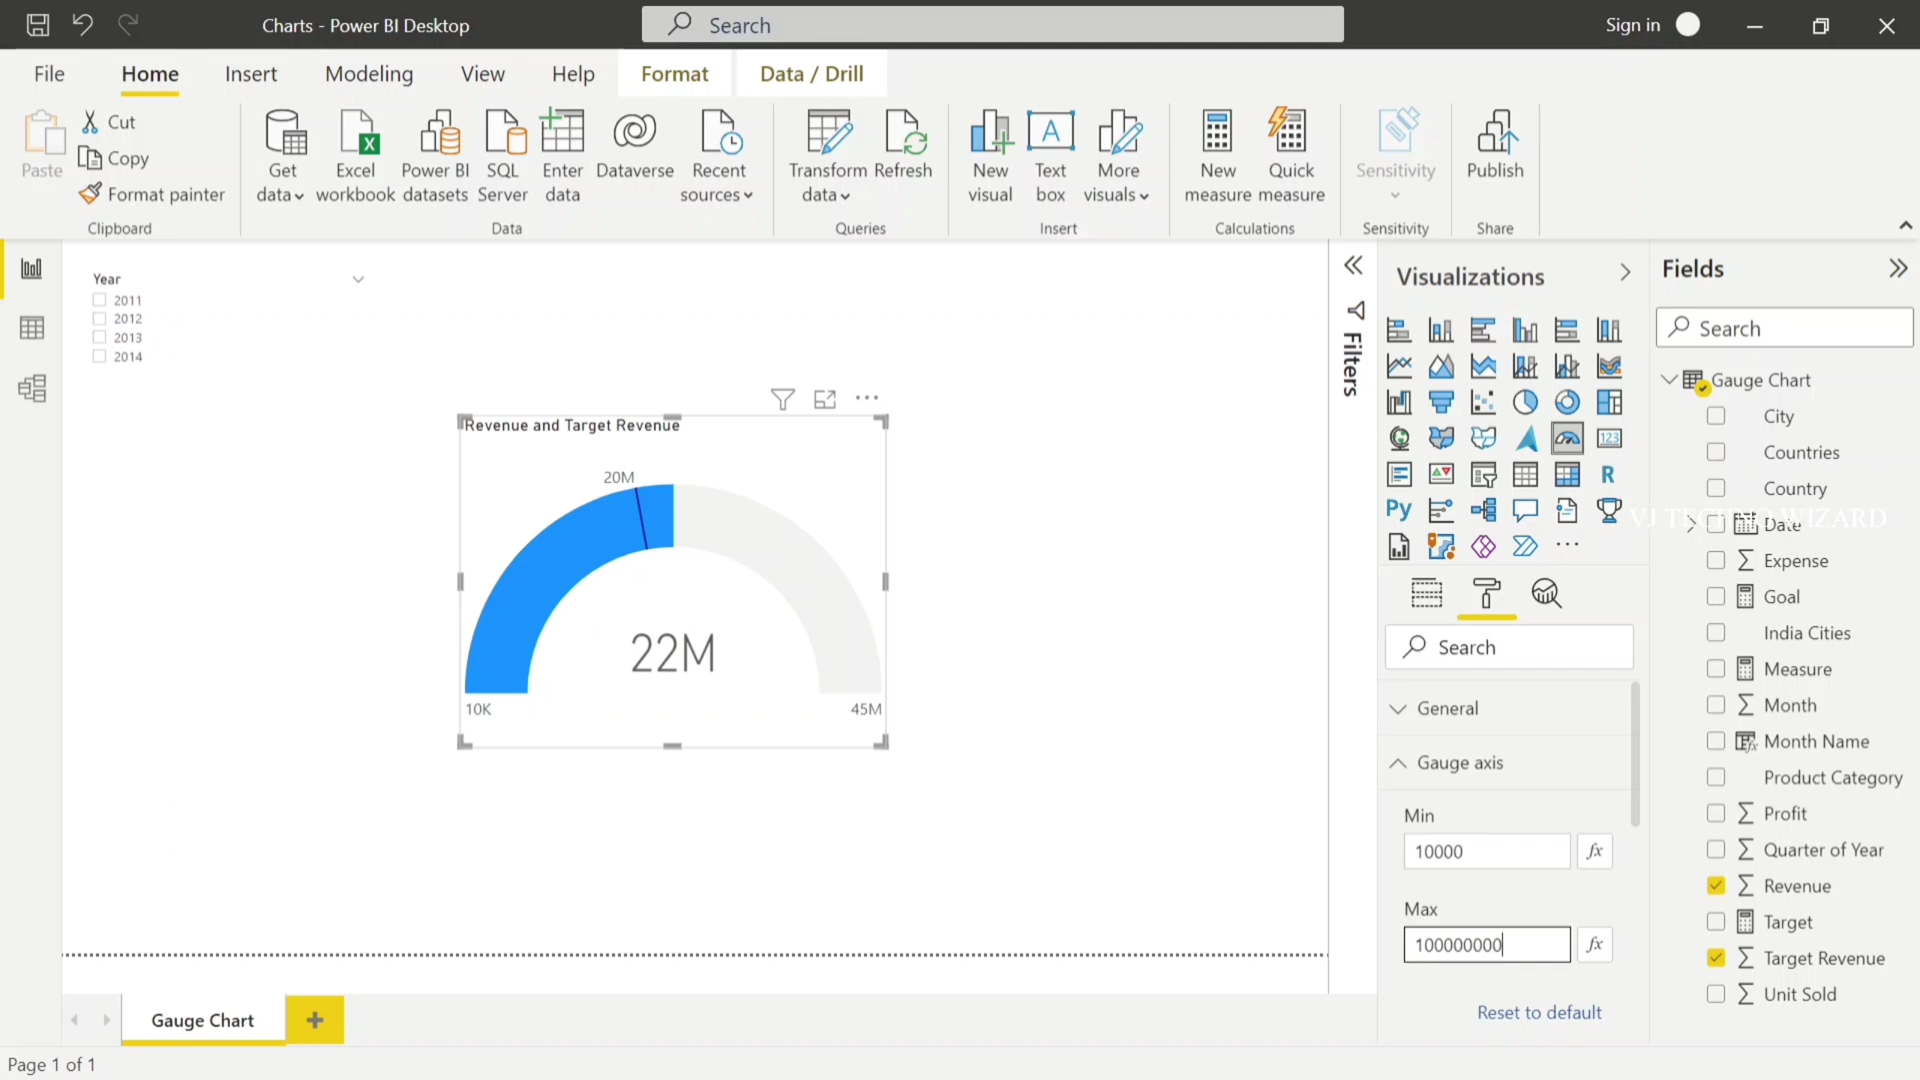 Charts - Power BI Desktop
Search
Sign in
File
Home
Insert
Modeling
View
Help
Format
Data / Drill
Paste
Cut
Copy
Format painter
Clipboard
Get data
Excel workbook
Power BI datasets
SQL Server
Enter data
Dataverse
Recent sources
Data
Transform data
Refresh
Queries
New visual
Text box
More visuals
Insert
New measure
Quick measure
Calculations
Sensitivity
Sensitivity
Publish
Share
Year
2011
2012
2013
2014
Revenue and Target Revenue
20M
22M
10K
45M
Filters
Visualizations
123
R
Py
Search
General
Gauge axis
Min
10000
fx
Max
100000000
fx
Reset to default
Fields
Search
Gauge Chart
City
Countries
Country
VJ TECHNO WIZARD
Date
Expense
Goal
India Cities
Measure
Month
Month Name
Product Category
Profit
Quarter of Year
Revenue
Target
Target Revenue
Unit Sold
Gauge Chart
Page 1 of 1